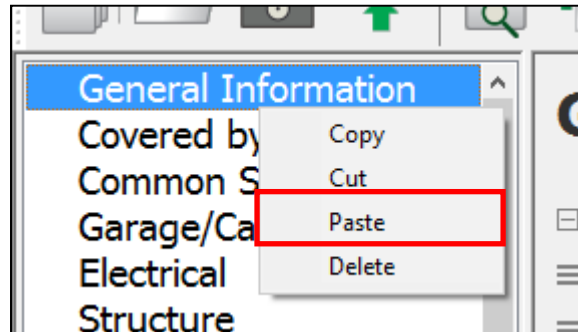 General Information
Covered by
Copy
Common S
Cut
Garage/Ca
Paste
Electrical
Delete
Structure